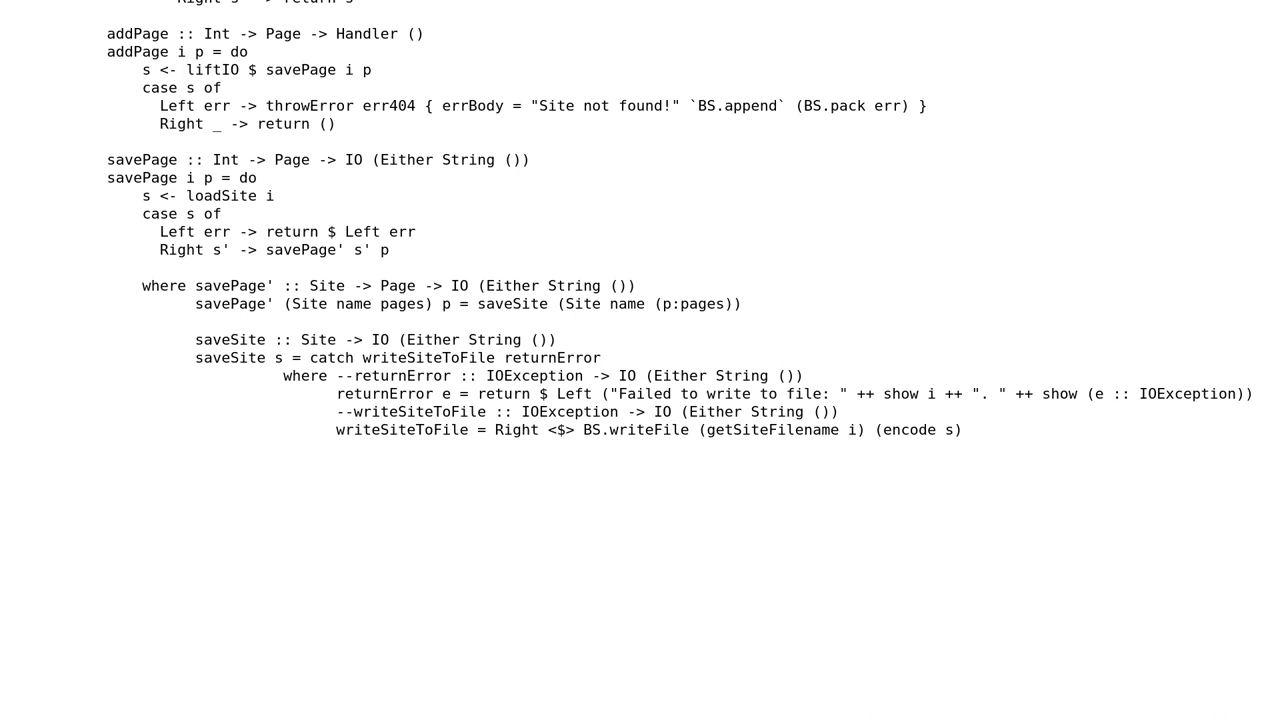 Right s' -> return s'
addPage :: Int -> Page -> Handler ()
addPage i p = do
    s <- liftIO $ savePage i p
    case s of
      Left err -> throwError err404 { errBody = "Site not found!" `BS.append` (BS.pack err) }
      Right _ -> return ()
savePage :: Int -> Page -> IO (Either String ())
savePage i p = do
    s <- loadSite i
    case s of
      Left err -> return $ Left err
      Right s' -> savePage' s' p
    where savePage' :: Site -> Page -> IO (Either String ())
          savePage' (Site name pages) p = saveSite (Site name (p:pages))
          saveSite :: Site -> IO (Either String ())
          saveSite s = catch writeSiteToFile returnError
                    where --returnError :: IOException -> IO (Either String ())
                          returnError e = return $ Left ("Failed to write to file: " ++ show i ++ ". " ++ show (e :: IOException))
                          --writeSiteToFile :: IOException -> IO (Either String ())
                          writeSiteToFile = Right <$> BS.writeFile (getSiteFilename i) (encode s)